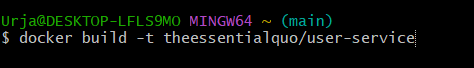 Urja@DESKTOP-LFLS9MO MINGW64 ~ (main)
$ docker build -t theessentialquo/user-service